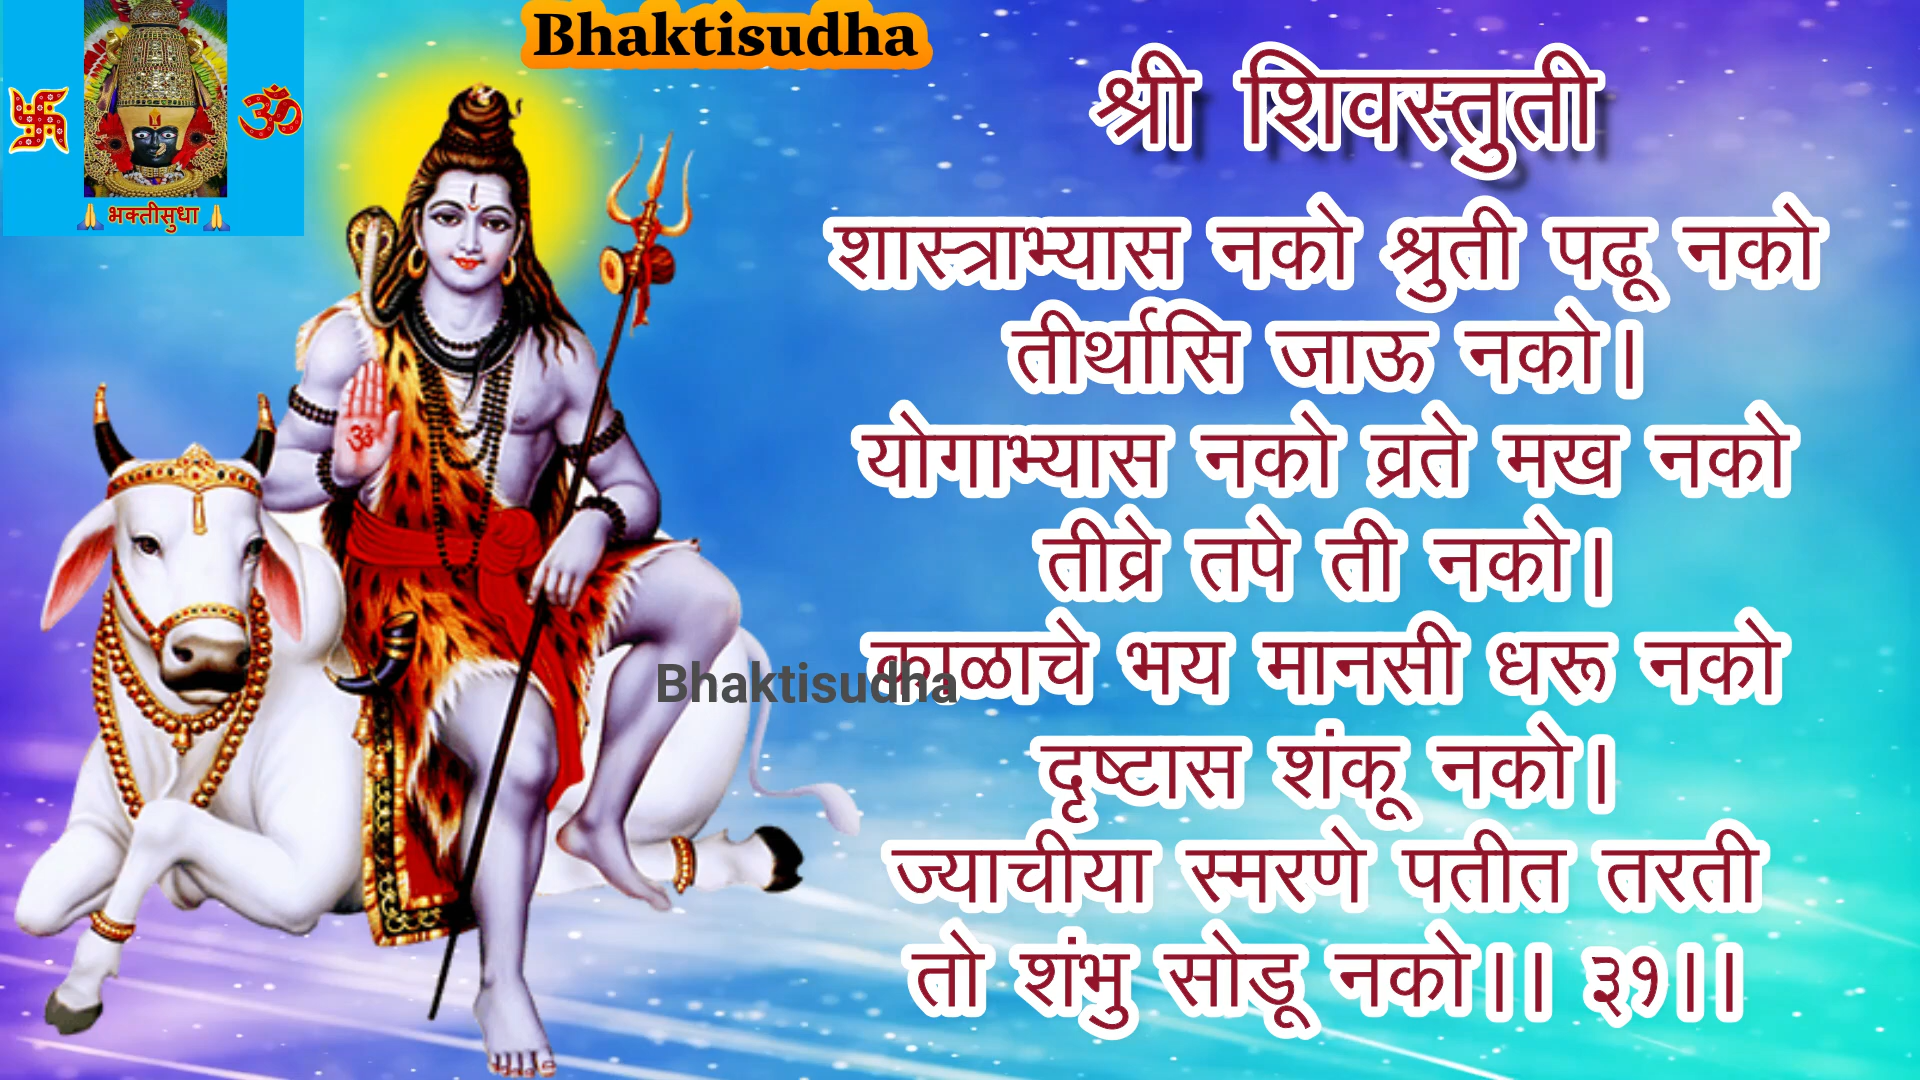 Bhaktisudha
भक्तीसुधा
श्री शिवस्तुती
शास्त्राभ्यास नको श्रुती पढू नको
तीर्थासि जाऊ नको।
योगाभ्यास नको व्रते मख नको
तीव्रे तपे ती नको।
काळाचे भय मानसी धरू नको
Bhaktisudha
दृष्टास शंकू नको।
ज्याचीया स्मरणे पतीत तरती
तो शंभु सोडू नको।। ३१।।